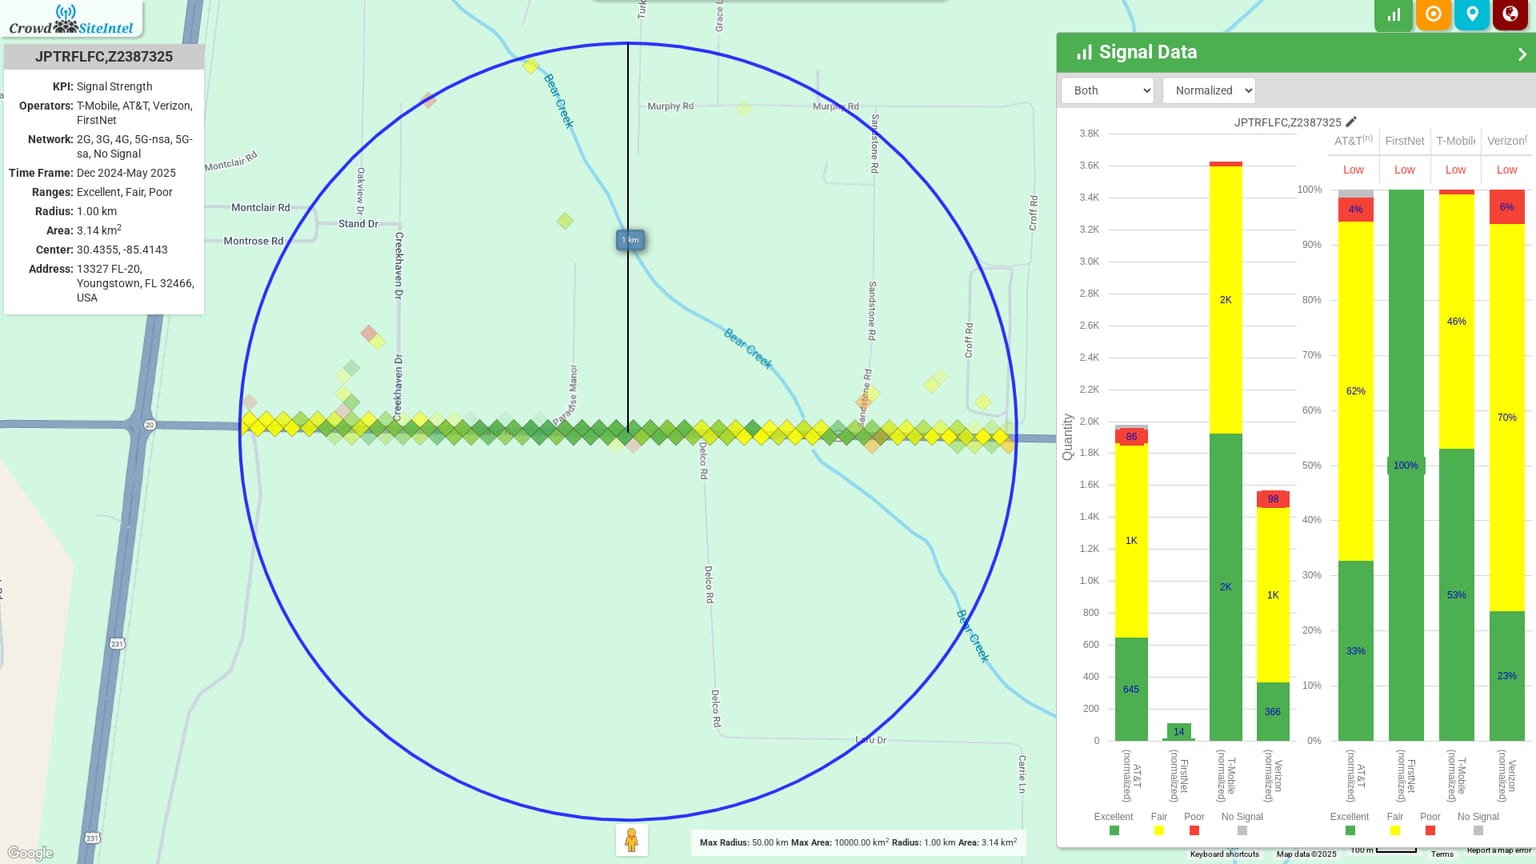 Crowd SiteIntel
JPTRFLFC,Z2387325
KPI: Signal Strength
Operators: T-Mobile, AT&T, Verizon,
FirstNet
Network: 2G, 3G, 4G, 5G-nsa, 5G-
sa, No Signal
Time Frame: Dec 2024-May 2025
Ranges: Excellent, Fair, Poor
Radius: 1.00 km
Area: 3.14 km²
Center: 30.4355, -85.4143
Address: 13327 FL-20,
Youngstown, FL 32466,
USA
Turk
Grace L
Bear Creek
Murphy Rd
Murphy Rd
Sandstone Rd
Montclair Rd
Oakview Dr
Montclair Rd
Stand Dr
Croff Rd
Montrose Rd
Creekhaven Dr
1 km
Sandstone Rd
Croff Rd
Bear Creek
Creekhaven Dr
Paradise Manor
Sandstone Rd
20
Delco Rd
Delco Rd
Bear Creek
231
Delco Rd
Lulu Dr
Carrie Ln
231
Google
Max Radius: 50.00 km Max Area: 10000.00 km² Radius: 1.00 km Area: 3.14 km²
Signal Data
Both
Normalized
JPTRFLFC,Z2387325
AT&T(n) FirstNet T-Mobile Verizon(
Low Low Low Low
Quantity
3.8K
3.6K
3.4K
3.2K
3.0K
2.8K
2.6K
2.4K
2.2K
2.0K
1.8K
1.6K
1.4K
1.2K
1.0K
800
600
400
200
0
86
1K
645
14
2K
2K
98
1K
366
AT&T
(normalized)
FirstNet
(normalized)
T-Mobile
(normalized)
Verizon
(normalized)
Excellent Fair Poor No Signal
100%
90%
80%
70%
60%
50%
40%
30%
20%
10%
0%
4%
62%
33%
100%
46%
53%
6%
70%
23%
AT&T
(normalized)
FirstNet
(normalized)
T-Mobile
(normalized)
Verizon
(normalized)
Excellent Fair Poor No Signal
Keyboard shortcuts Map data ©2025 100 m Terms Report a map error